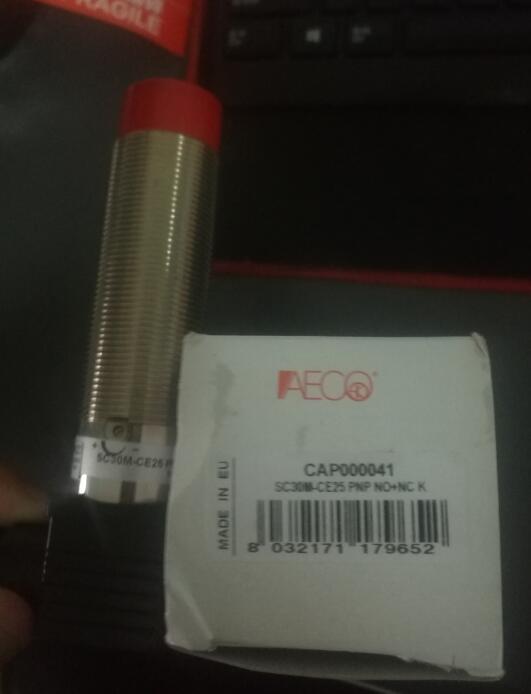 FRAGILE
AECO
CAP000041
SC30M-CE25 PNP NO+NC K
MADE IN EU
8 032171 179652
SC30M-CE25 P